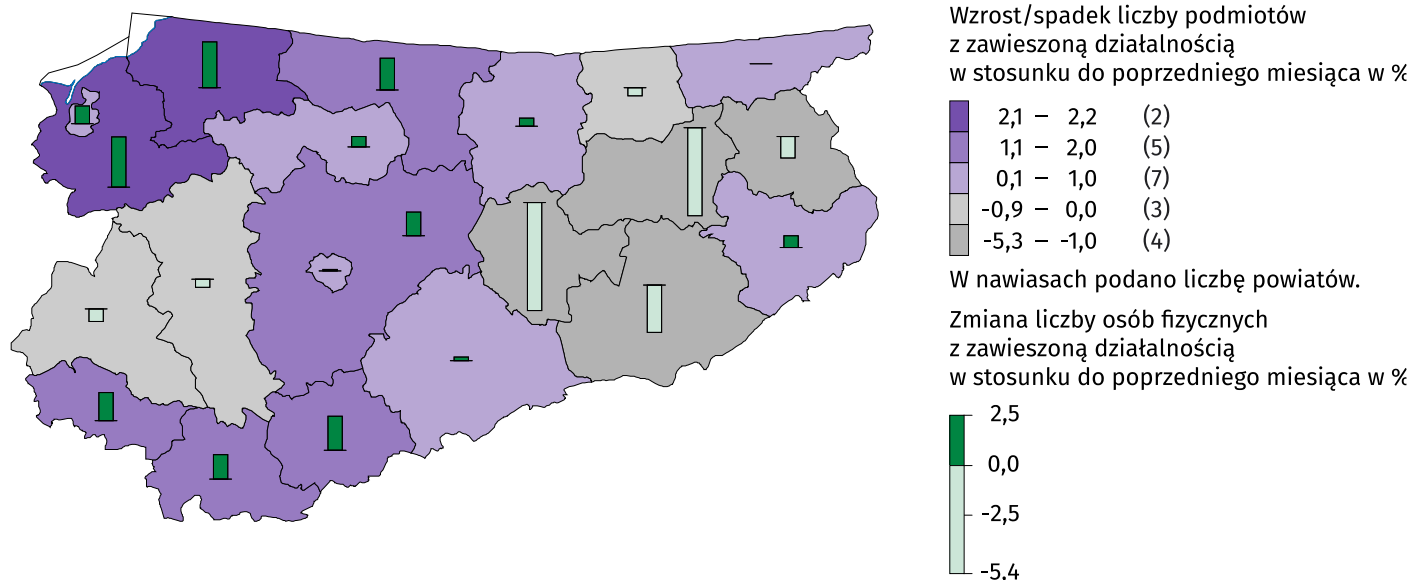 Wzrost/spadek liczby podmiotów
z zawieszoną działalnością
w stosunku do poprzedniego miesiąca w %
2,1 – 2,2 (2)
1,1 – 2,0 (5)
0,1 – 1,0 (7)
-0,9 – 0,0 (3)
-5,3 – -1,0 (4)
W nawiasach podano liczbę powiatów.
Zmiana liczby osób fizycznych
z zawieszoną działalnością
w stosunku do poprzedniego miesiąca w %
2,5
0,0
-2,5
-5,4